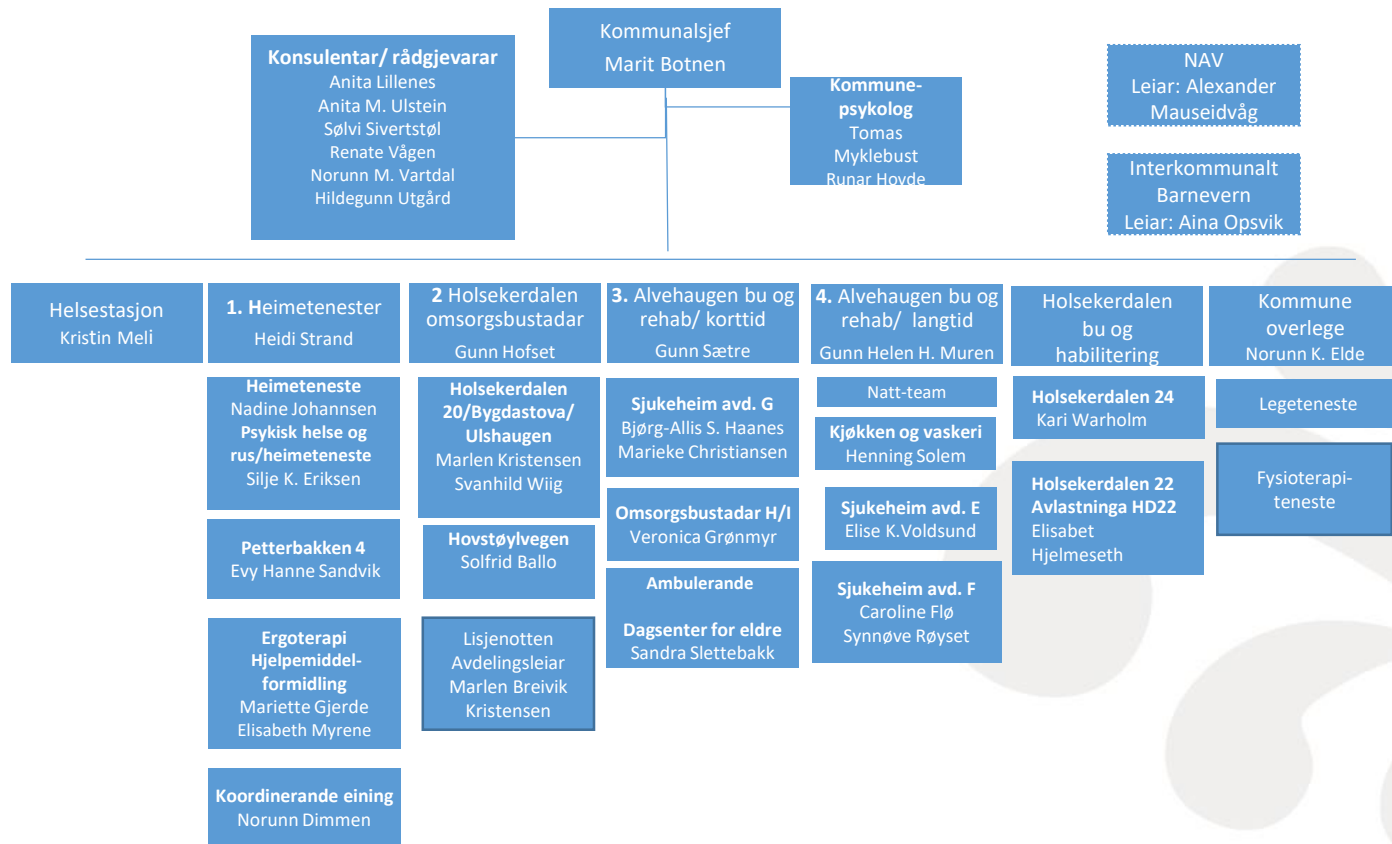 Kommunalsjef
Marit Botnen
Konsulentar/ rådgjevarar
Anita Lillenes
Anita M. Ulstein
Sølvi Sivertstøl
Renate Vågen
Norunn M. Vartdal
Hildegunn Utgård
Kommune-
psykolog
Tomas
Myklebust
Runar Hovde
NAV
Leiar: Alexander
Mauseidvåg
Interkommunalt
Barnevern
Leiar: Aina Opsvik
Helsestasjon
Kristin Meli
1. Heimetenester
Heidi Strand
Heimeteneste
Nadine Johannsen
Psykisk helse og
rus/heimeteneste
Silje K. Eriksen
Petterbakken 4
Evy Hanne Sandvik
Ergoterapi
Hjelpemiddel-
formidling
Mariette Gjerde
Elisabeth Myrene
Koordinerande eining
Norunn Dimmen
2 Holsekerdalen
omsorgsbustadar
Gunn Hofset
Holsekerdalen
20/Bygdastova/
Ulshaugen
Marlen Kristensen
Svanhild Wiig
Hovstøylvegen
Solfrid Ballo
Lisjenotten
Avdelingsleiar
Marlen Breivik
Kristensen
3. Alvehaugen bu og
rehab/ korttid
Gunn Sætre
Sjukeheim avd. G
Bjørg-Allis S. Haanes
Marieke Christiansen
Omsorgsbustadar H/I
Veronica Grønmyr
Ambulerande
Dagsenter for eldre
Sandra Slettebakk
4. Alvehaugen bu og
rehab/ langtid
Gunn Helen H. Muren
Natt-team
Kjøkken og vaskeri
Henning Solem
Sjukeheim avd. E
Elise K.Voldsund
Sjukeheim avd. F
Caroline Flø
Synnøve Røyset
Holsekerdalen
bu og
habilitering
Holsekerdalen 24
Kari Warholm
Holsekerdalen 22
Avlastninga HD22
Elisabet
Hjelmeseth
Kommune
overlege
Norunn K. Elde
Legeteneste
Fysioterapi-
teneste